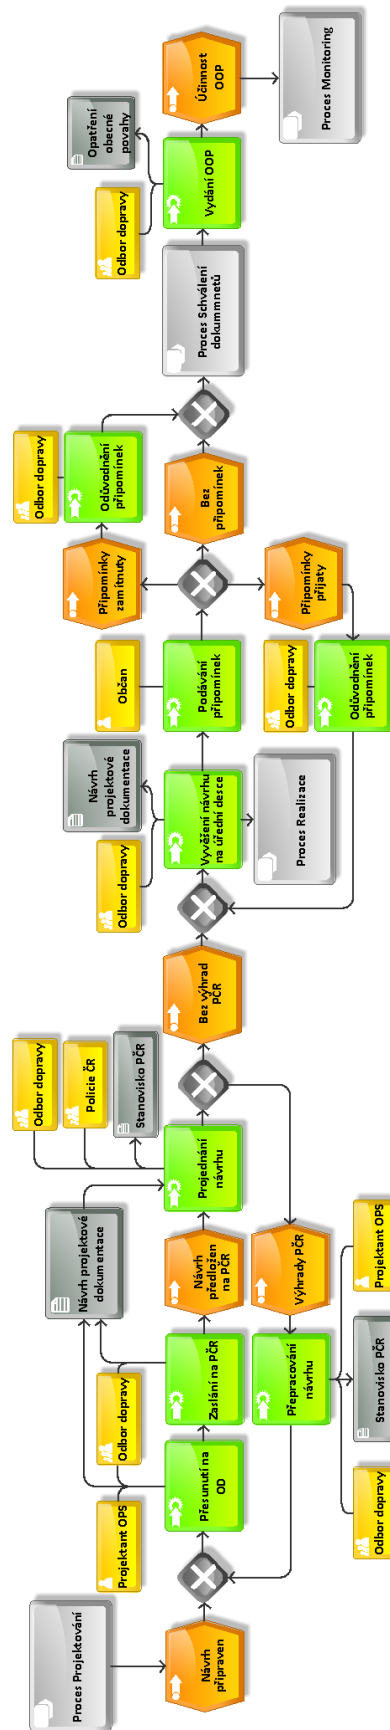 Proces Projektování
Návrh
připraven
Projektant OPS
Odbor dopravy
Přesunutí na
OD
Zaslání na PČR
Návrh projektové
dokumentace
Návrh
předložen
na PČR
Odbor dopravy
Policie ČR
Stanovisko PČR
Projednání
návrhu
Výhrady PČR
Přepracování
návrhu
Odbor dopravy
Stanovisko PČR
Projektant OPS
Bez výhrad
PČR
Odbor dopravy
Návrh
projektové
dokumentace
Vyvěšení návrhu
na úřední desce
Proces Realizace
Občan
Podávání
připomínek
Připomínky
zamítnuty
Bez
připomínek
Připomínky
přijaty
Odbor dopravy
Odůvodnění
připomínek
Odbor dopravy
Odůvodnění
připomínek
Proces Schválení
dokummnetů
Odbor dopravy
Opatření
obecné
povahy
Vydání OOP
Účinnost
OOP
Proces Monitoring